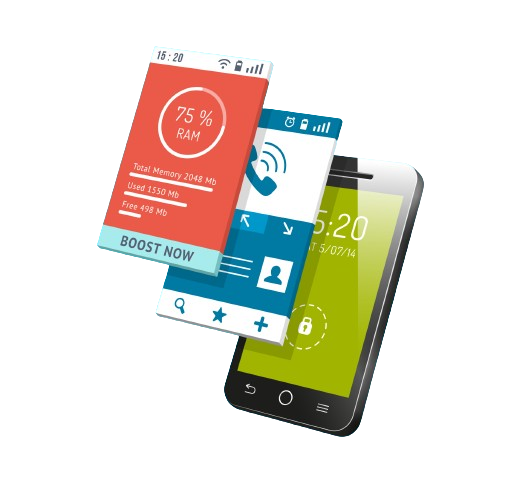 15 : 20
75 %
RAM
Total Memory 2048 Mb
Used 1550 Mb
Free 498 Mb
BOOST NOW
5:20
AT 5/07/14